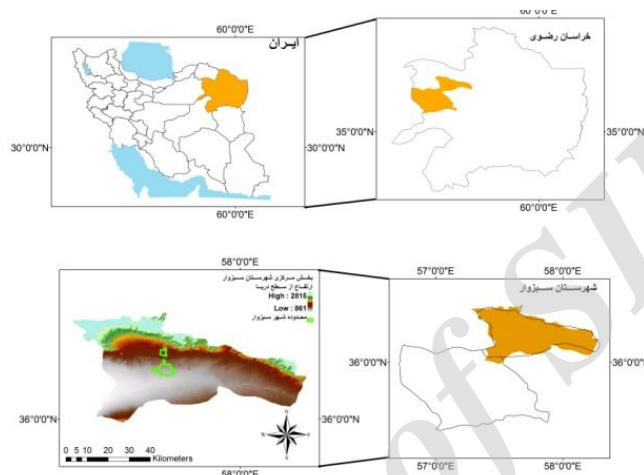 60°0'0"E
ایران
30°0'0"N
30°0'0"N
60°0'0"E
خراسان رضوی
35°0'0"N
35°0'0"N
60°0'0"E
58°0'0"E
بخش مرکزی شهرستان سبزوار
ارتفاع از سطح دریا
High : 2815
Low : 861
محدوده شهر سبزوار
36°0'0"N
36°0'0"N
0 5 10 20 30 40
Kilometers
58°0'0"E
57°0'0"E
58°0'0"E
شهرستان سبزوار
36°0'0"N
36°0'0"N
57°0'0"E
58°0'0"E
of SI